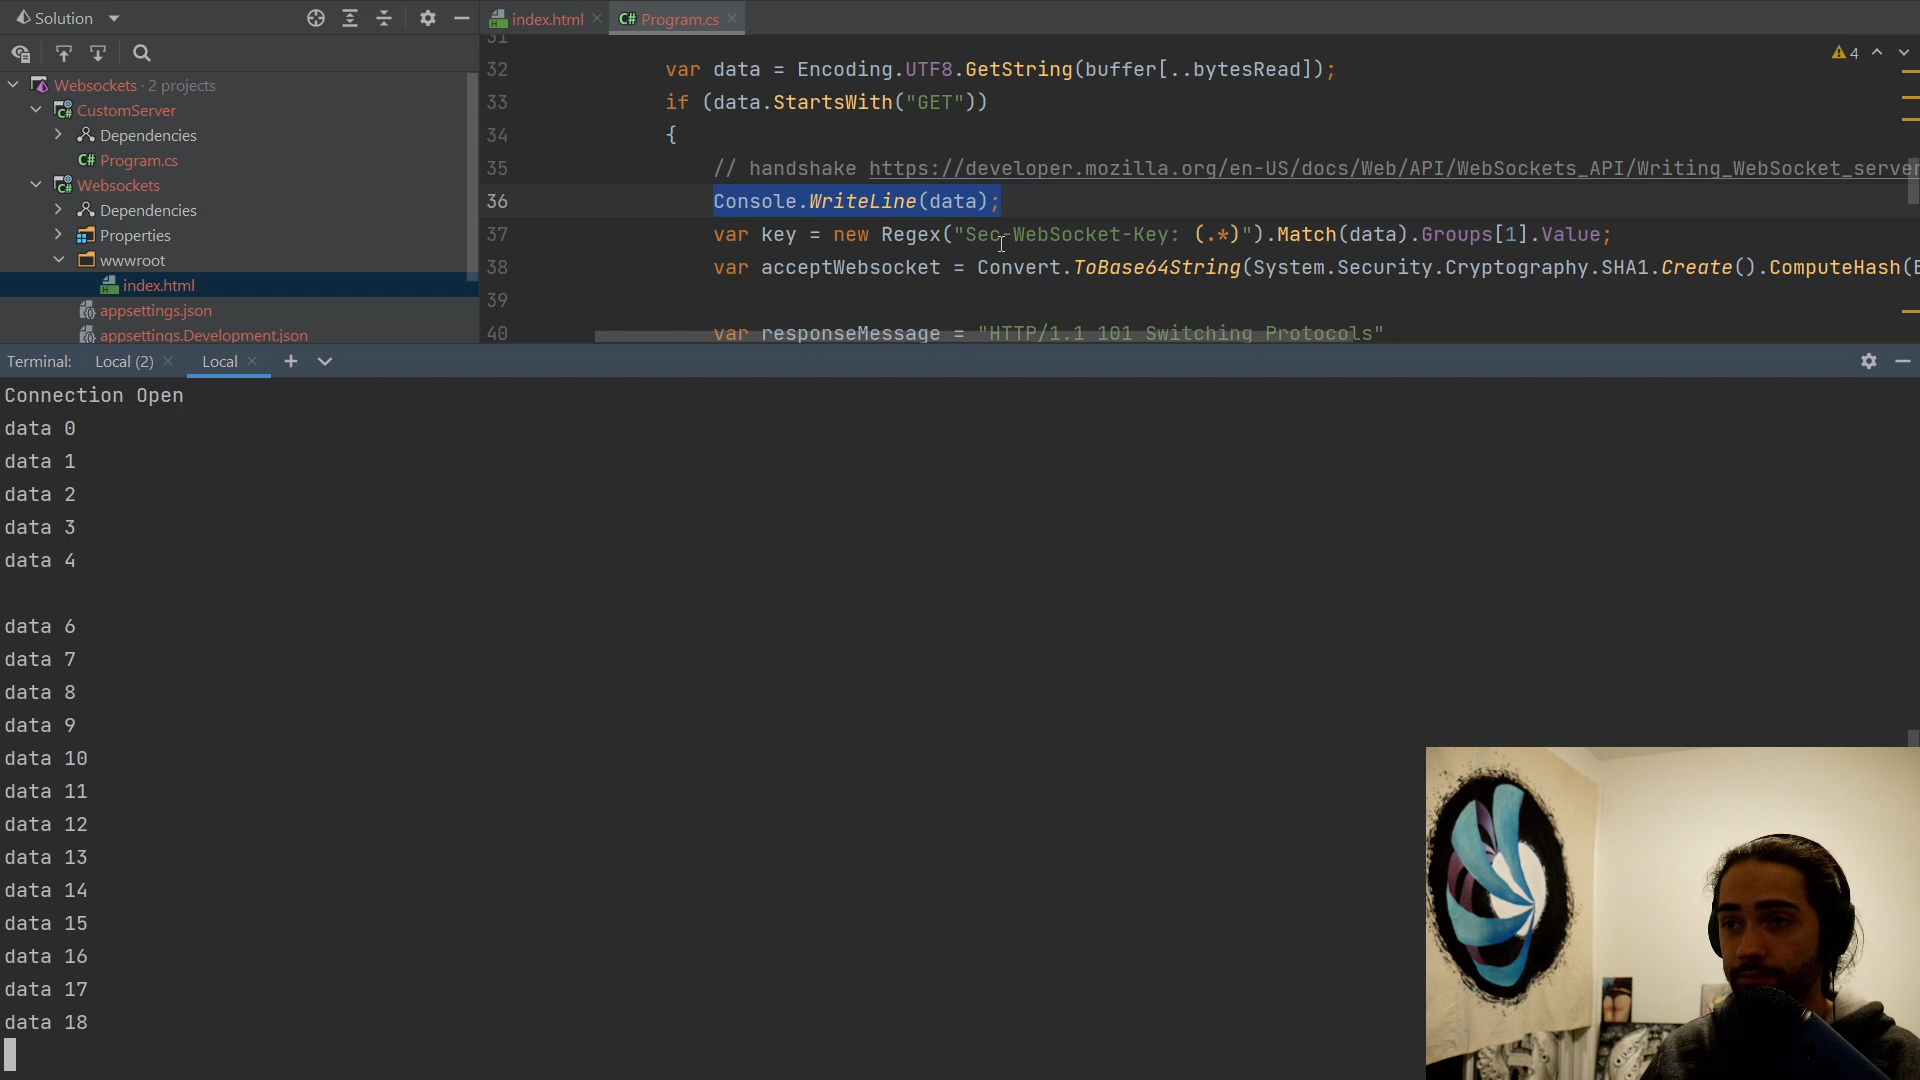 Solution
index.html
C# Program.cs
Websockets · 2 projects
CustomServer
Dependencies
C# Program.cs
Websockets
Dependencies
Properties
wwwroot
index.html
appsettings.json
appsettings.Development.json
4
31
32 var data = Encoding.UTF8.GetString(buffer[..bytesRead]);
33 if (data.StartsWith("GET"))
34 {
35 // handshake https://developer.mozilla.org/en-US/docs/Web/API/WebSockets_API/Writing_WebSocket_server
36 Console.WriteLine(data);
37 var key = new Regex("Sec-WebSocket-Key: (.*)").Match(data).Groups[1].Value;
38 var acceptWebsocket = Convert.ToBase64String(System.Security.Cryptography.SHA1.Create().ComputeHash(E
39
40 var responseMessage = "HTTP/1.1 101 Switching Protocols"
Terminal: Local (2) Local
Connection Open
data 0
data 1
data 2
data 3
data 4
data 6
data 7
data 8
data 9
data 10
data 11
data 12
data 13
data 14
data 15
data 16
data 17
data 18